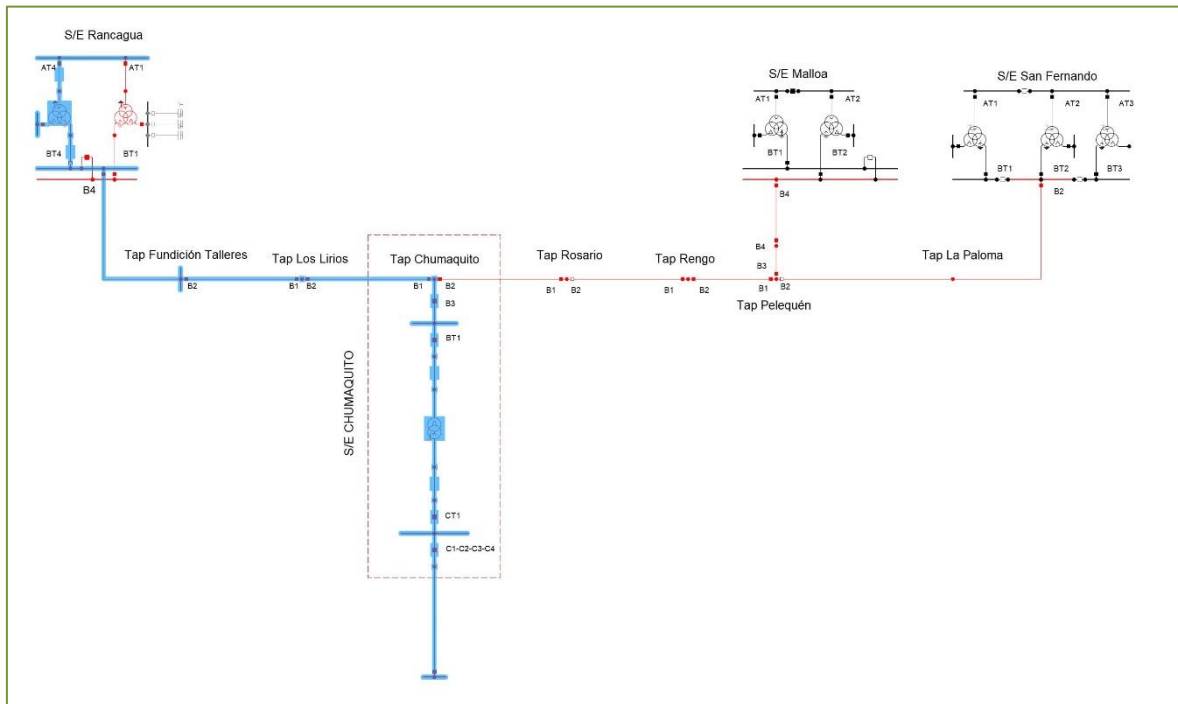 S/E Rancagua
AT4 AT1
BT4 BT1
B4
S/E Malloa
AT1 AT2
BT1 BT2
B4
S/E San Fernando
AT1 AT2 AT3
BT1 BT2 BT3
B2
Tap Fundición Talleres
B2
Tap Los Lirios
B1 B2
Tap Chumaquito
B1 B2
B3
BT1
S/E CHUMAQUITO
CT1
C1-C2-C3-C4
Tap Rosario
B1 B2
Tap Rengo
B1 B2
B4
B3
B1 B2
Tap Pelequén
Tap La Paloma